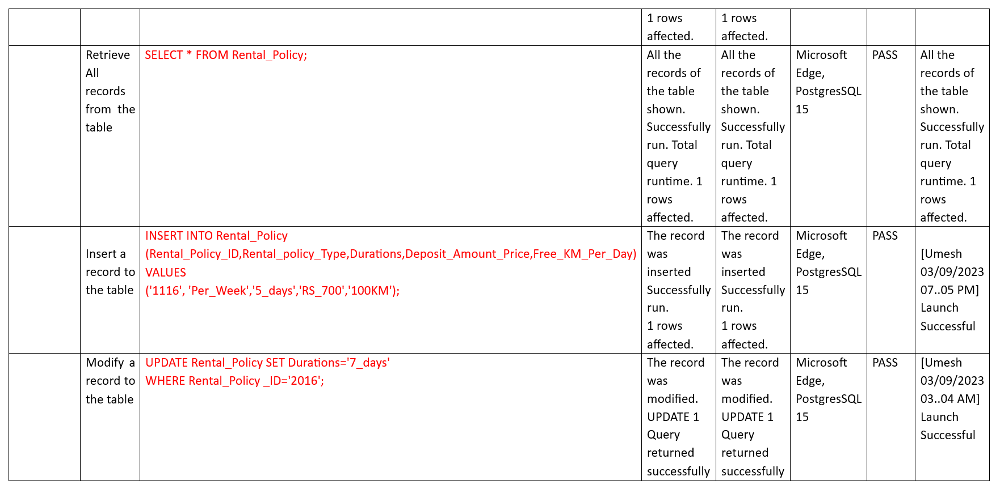 1 rows
affected.
1 rows
affected.
Retrieve
All
records
from the
table
SELECT * FROM Rental_Policy;
All the
records of
the table
shown.
Successfully
run. Total
query
runtime. 1
rows
affected.
All the
records of
the table
shown.
Successfully
run. Total
query
runtime. 1
rows
affected.
Microsoft
Edge,
PostgresSQL
15
PASS
All the
records of
the table
shown.
Successfully
run. Total
query
runtime. 1
rows
affected.
Insert a
record to
the table
INSERT INTO Rental_Policy
(Rental_Policy_ID,Rental_policy_Type,Durations,Deposit_Amount_Price,Free_KM_Per_Day)
VALUES
('1116', 'Per_Week','5_days','RS_700','100KM');
The record
was
inserted
Successfully
run.
1 rows
affected.
The record
was
inserted
Successfully
run.
1 rows
affected.
Microsoft
Edge,
PostgresSQL
15
PASS
[Umesh
03/09/2023
07..05 PM]
Launch
Successful
Modify a
record to
the table
UPDATE Rental_Policy SET Durations='7_days'
WHERE Rental_Policy _ID='2016';
The record
was
modified.
UPDATE 1
Query
returned
successfully
The record
was
modified.
UPDATE 1
Query
returned
successfully
Microsoft
Edge,
PostgresSQL
15
PASS
[Umesh
03/09/2023
03..04 AM]
Launch
Successful